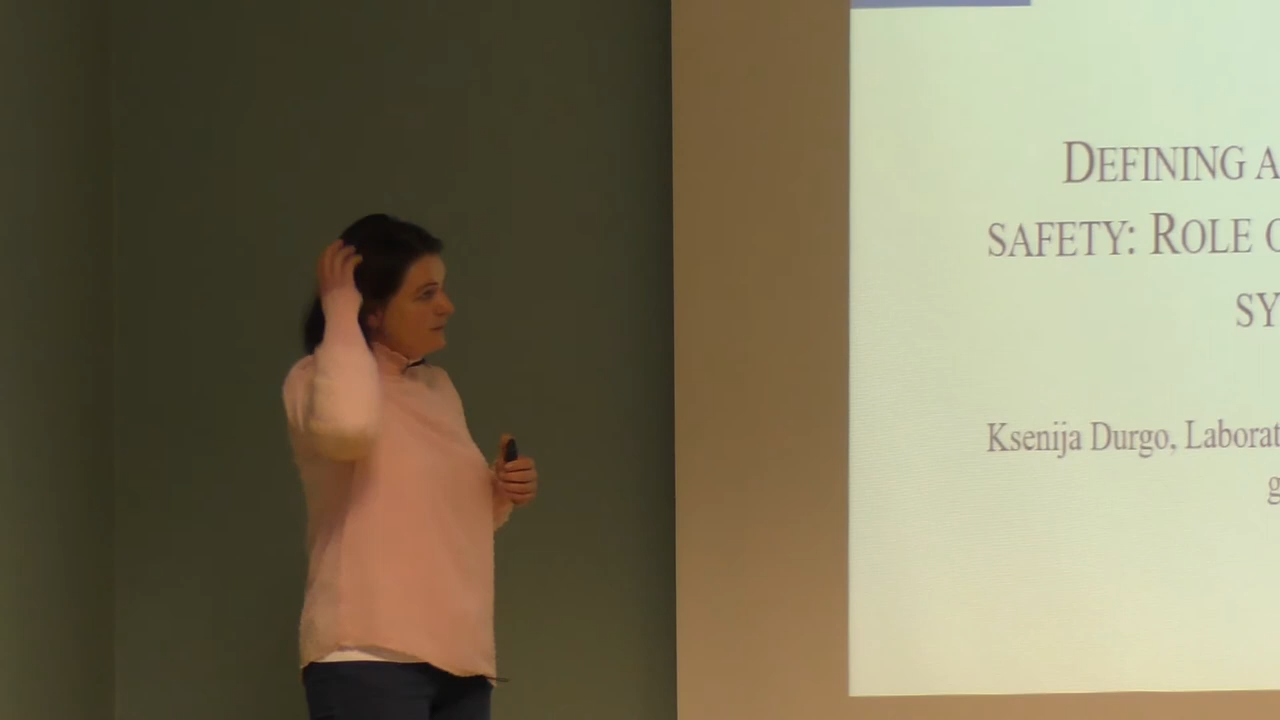 DEFINING A
SAFETY: ROLE O
SY
Ksenija Durgo, Laborat
g